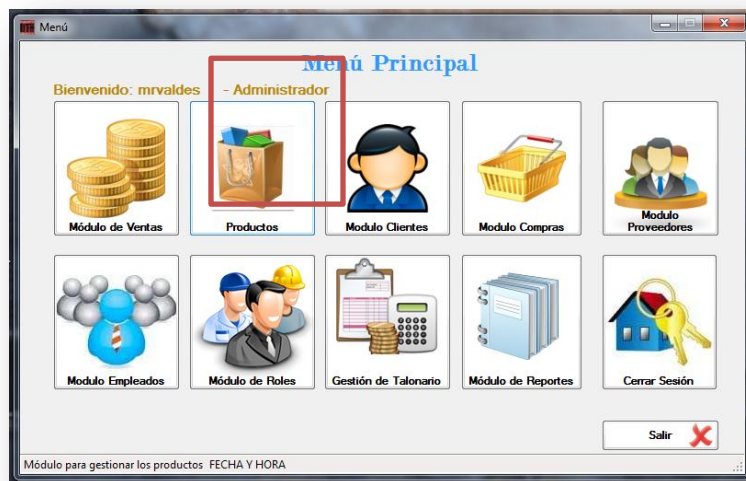 Menú
Menú Principal
Bienvenido: mrvaldes - Administrador
Módulo de Ventas
Productos
Modulo Clientes
Modulo Compras
Modulo
Proveedores
Modulo Empleados
Módulo de Roles
Gestión de Talonario
Módulo de Reportes
Cerrar Sesión
Salir
Módulo para gestionar los productos FECHA Y HORA